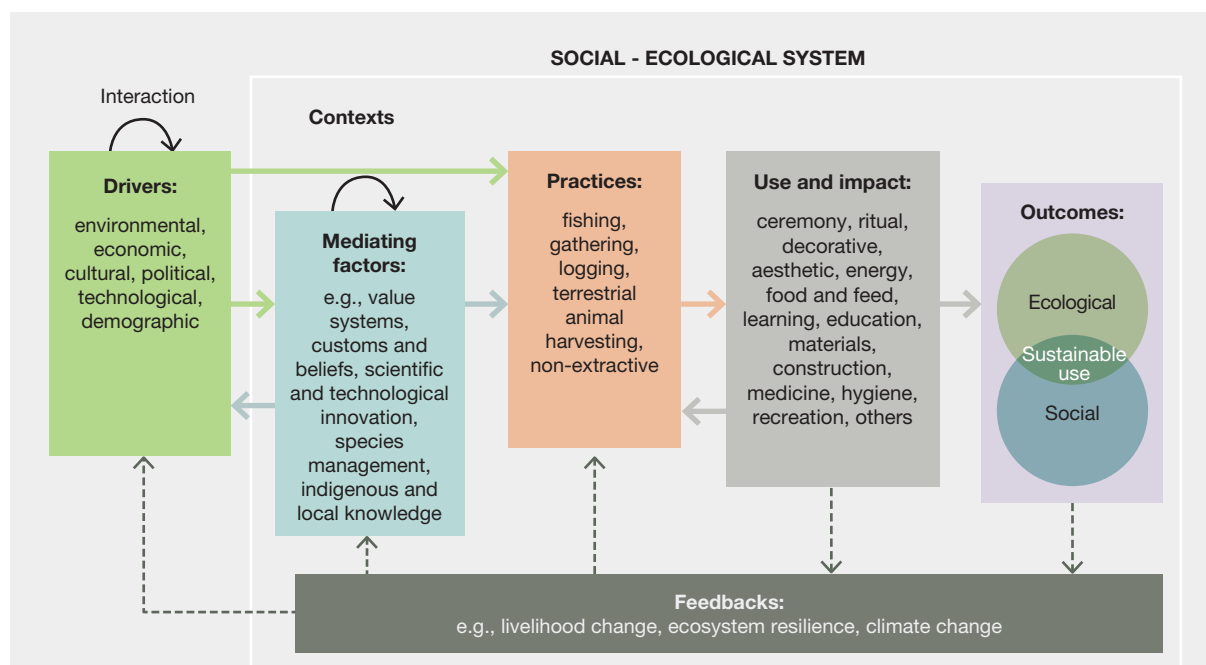 SOCIAL - ECOLOGICAL SYSTEM
Interaction
Contexts
Drivers:
environmental,
economic,
cultural, political,
technological,
demographic
Mediating
factors:
e.g., value
systems,
customs and
beliefs, scientific
and technological
innovation,
species
management,
indigenous and
local knowledge
Practices:
fishing,
gathering,
logging,
terrestrial
animal
harvesting,
non-extractive
Use and impact:
ceremony, ritual,
decorative,
aesthetic, energy,
food and feed,
learning, education,
materials,
construction,
medicine, hygiene,
recreation, others
Outcomes:
Ecological
Sustainable
use
Social
Feedbacks:
e.g., livelihood change, ecosystem resilience, climate change